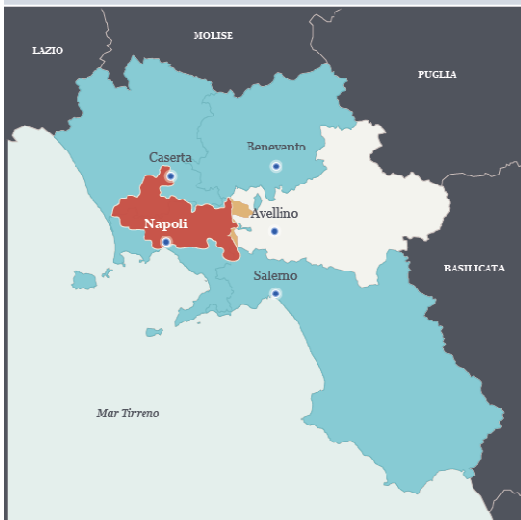 MOLISE
LAZIO
PUGLIA
Benevento
Caserta
Avellino
Napoli
BASILICATA
Salerno
Mar Tirreno